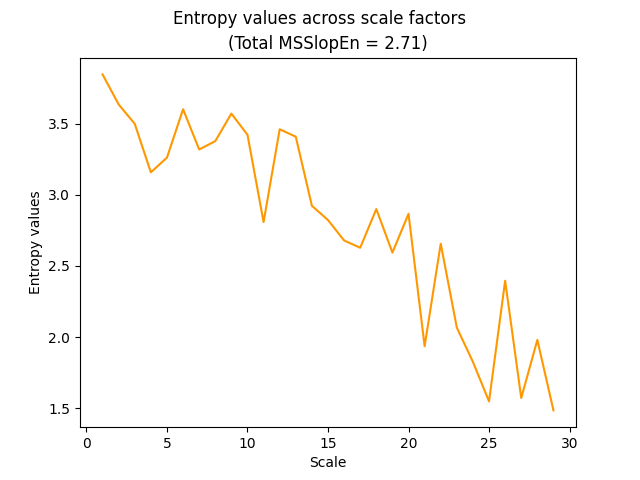 Entropy values across scale factors
(Total MSSlopEn = 2.71)
Entropy values
3.5
3.0
2.5
2.0
1.5
0 5 10 15 20 25 30
Scale